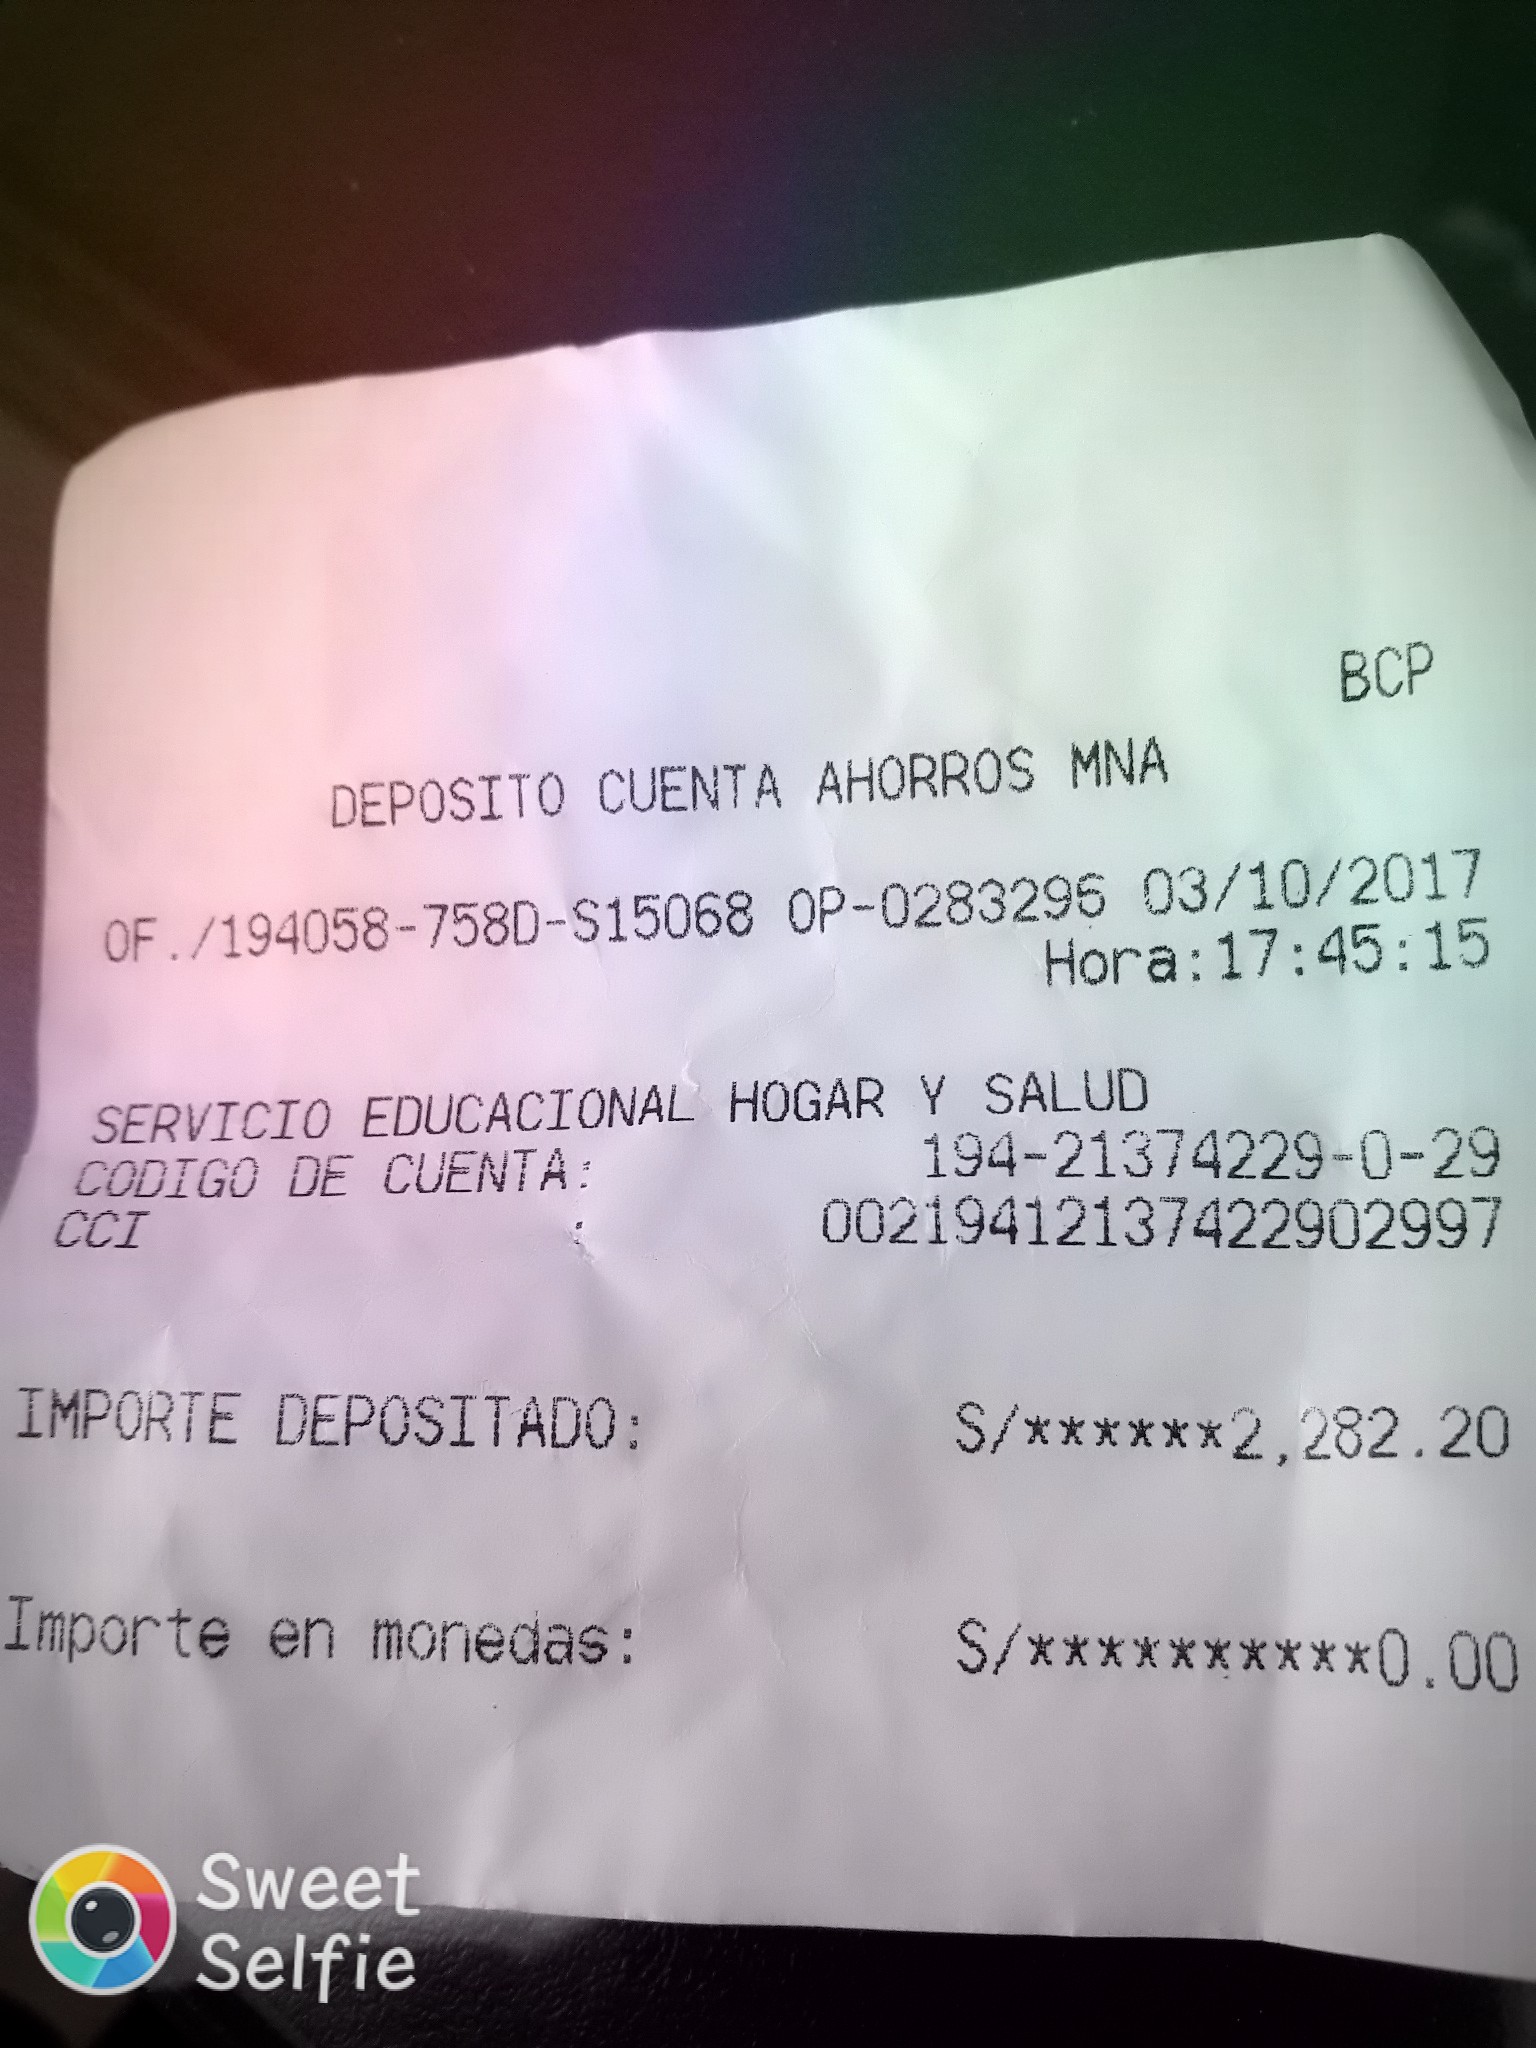 BCP
DEPOSITO CUENTA AHORROS MNA
OF./194058-758D-S15068 OP-0283296 03/10/2017
Hora:17:45:15
SERVICIO EDUCACIONAL HOGAR Y SALUD
CODIGO DE CUENTA: 194-21374229-0-29
CCI : 00219412137422902997
IMPORTE DEPOSITADO: S/******2,282.20
Importe en monedas: S/**********0.00
Sweet
Selfie